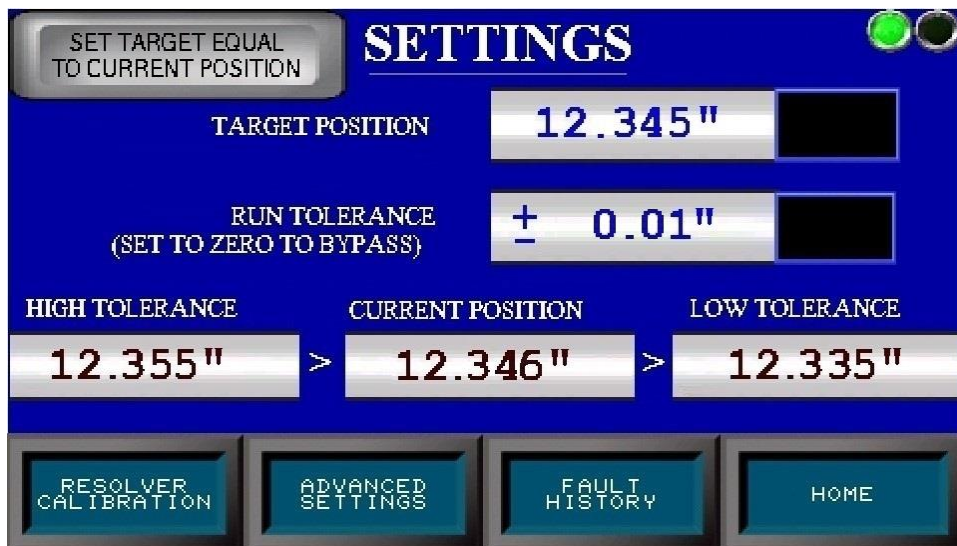 SET TARGET EQUAL
TO CURRENT POSITION
SETTINGS
TARGET POSITION
12.345"
RUN TOLERANCE
(SET TO ZERO TO BYPASS)
± 0.01"
HIGH TOLERANCE
CURRENT POSITION
LOW TOLERANCE
12.355" > 12.346" > 12.335"
RESOLVER
CALIBRATION
ADVANCED
SETTINGS
FAULT
HISTORY
HOME